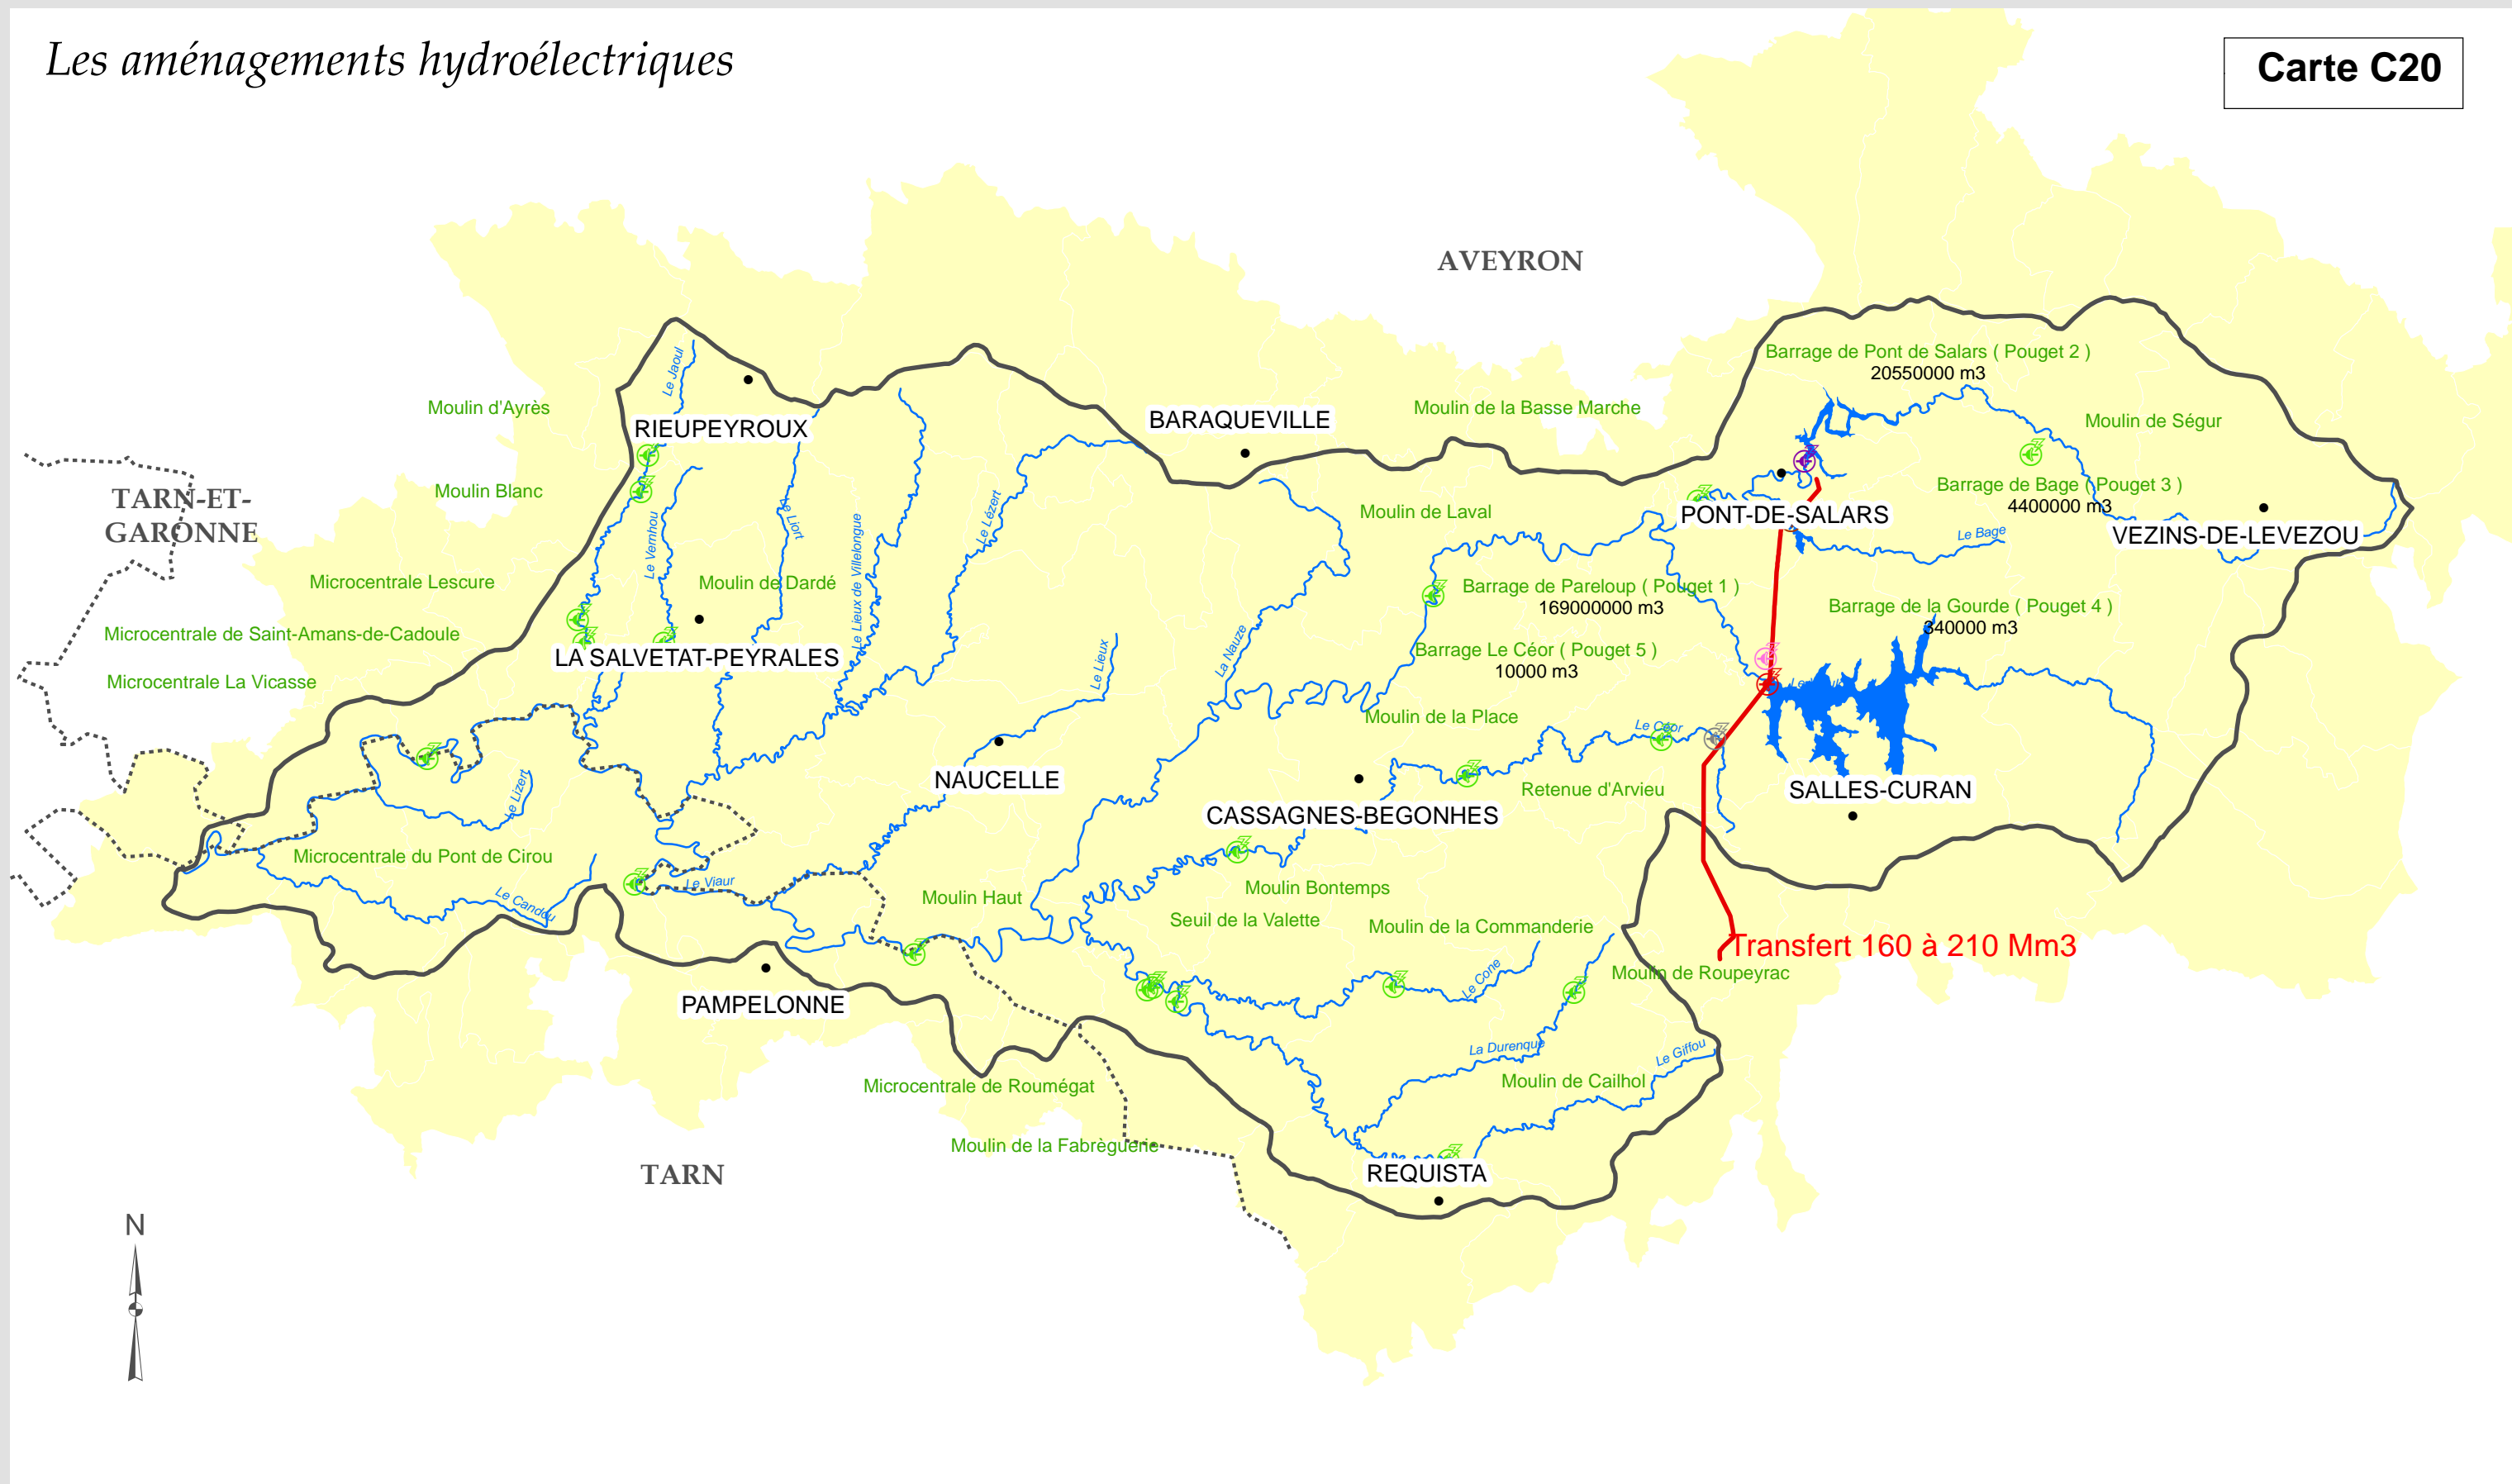 Les aménagements hydroélectriques
Carte C20
AVEYRON
Barrage de Pont de Salars ( Pouget 2 )
20550000 m3
Le Jaoul
Moulin d'Ayrès
RIEUPEYROUX
BARAQUEVILLE
Moulin de la Basse Marche
Moulin de Ségur
Moulin Blanc
TARN-ET-
GARONNE
Barrage de Bage ( Pouget 3 )
4400000 m3
Moulin de Laval
PONT-DE-SALARS
VEZINS-DE-LEVEZOU
Le Bage
Le Vernhou
Le Liort
Le Lieux de Villelongue
Le Lézert
Microcentrale Lescure
Moulin de Dardé
Barrage de Pareloup ( Pouget 1 )
169000000 m3
Barrage de la Gourde ( Pouget 4 )
340000 m3
Microcentrale de Saint-Amans-de-Cadoule
LA SALVETAT-PEYRALES
Le Lieux
La Nauze
Barrage Le Céor ( Pouget 5 )
10000 m3
Microcentrale La Vicasse
Moulin de la Place
Le Céor
NAUCELLE
Le Lizert
Retenue d'Arvieu
SALLES-CURAN
CASSAGNES-BEGONHES
Microcentrale du Pont de Cirou
Le Viaur
Le Candou
Moulin Haut
Moulin Bontemps
Seuil de la Valette
Moulin de la Commanderie
Transfert 160 à 210 Mm3
Moulin de Roupeyrac
Le Cone
PAMPELONNE
La Durenque
Le Giffou
Microcentrale de Roumégat
Moulin de Cailhol
Moulin de la Fabrèguerie
REQUISTA
TARN
N